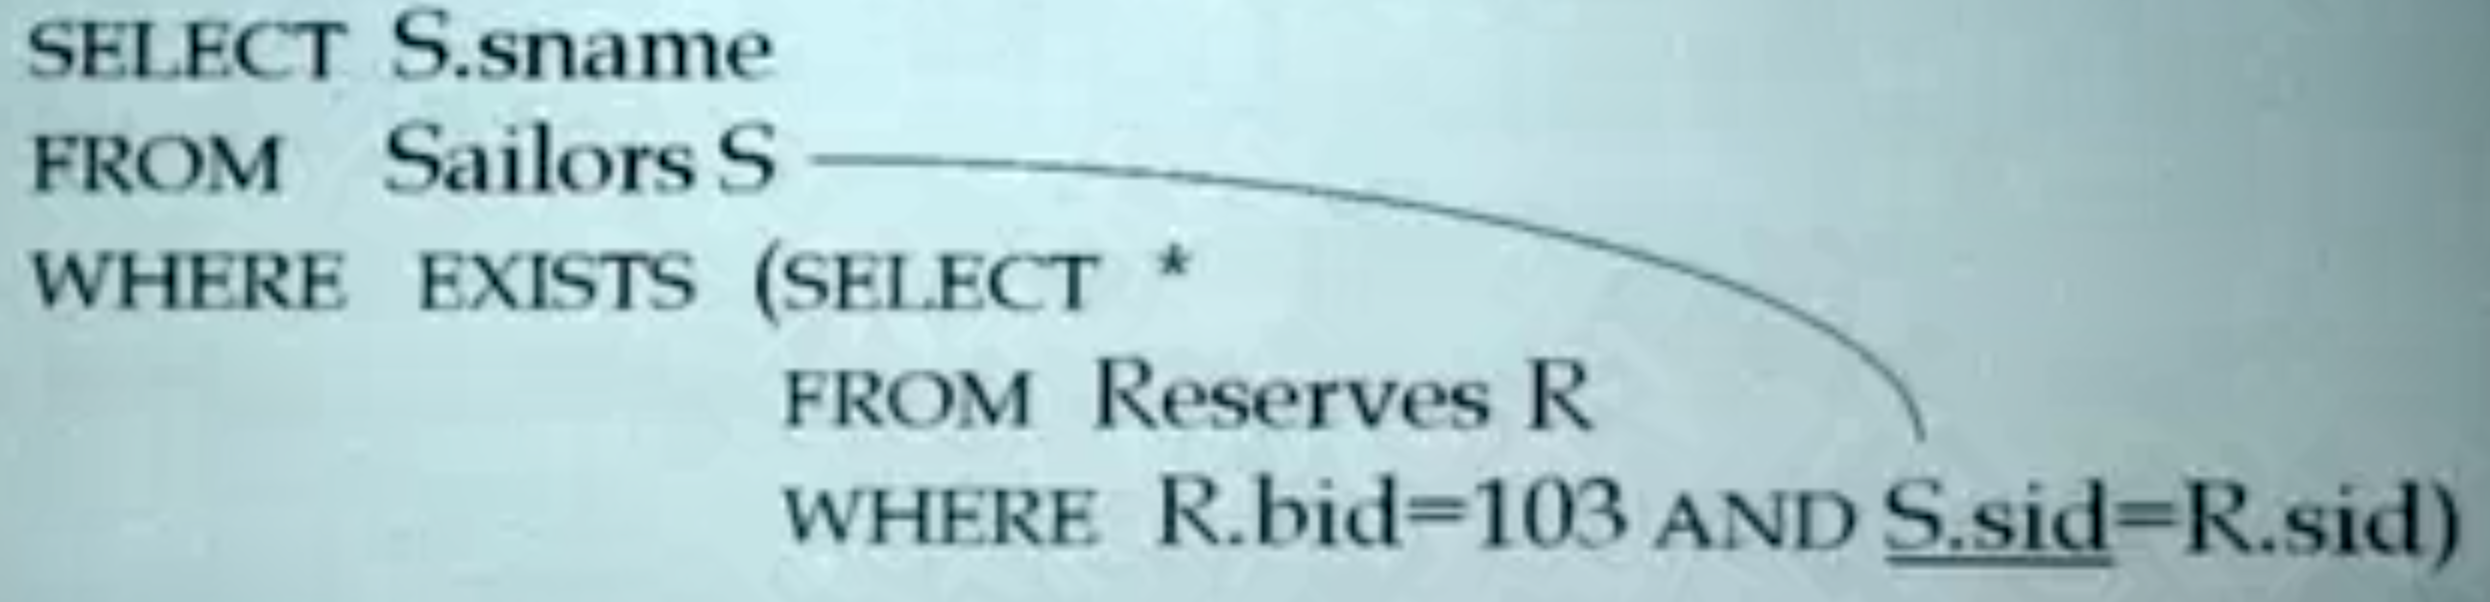 SELECT S.sname
FROM Sailors S
WHERE EXISTS (SELECT *
FROM Reserves R
WHERE R.bid=103 AND S.sid=R.sid)